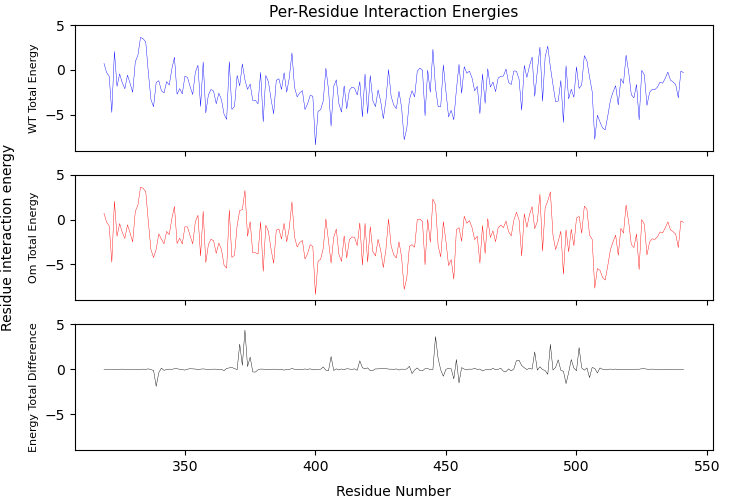 Per-Residue Interaction Energies
Residue interaction energy
WT Total Energy
5
0
−5
Om Total Energy
5
0
−5
Energy Total Difference
5
0
−5
350
400
450
500
550
Residue Number